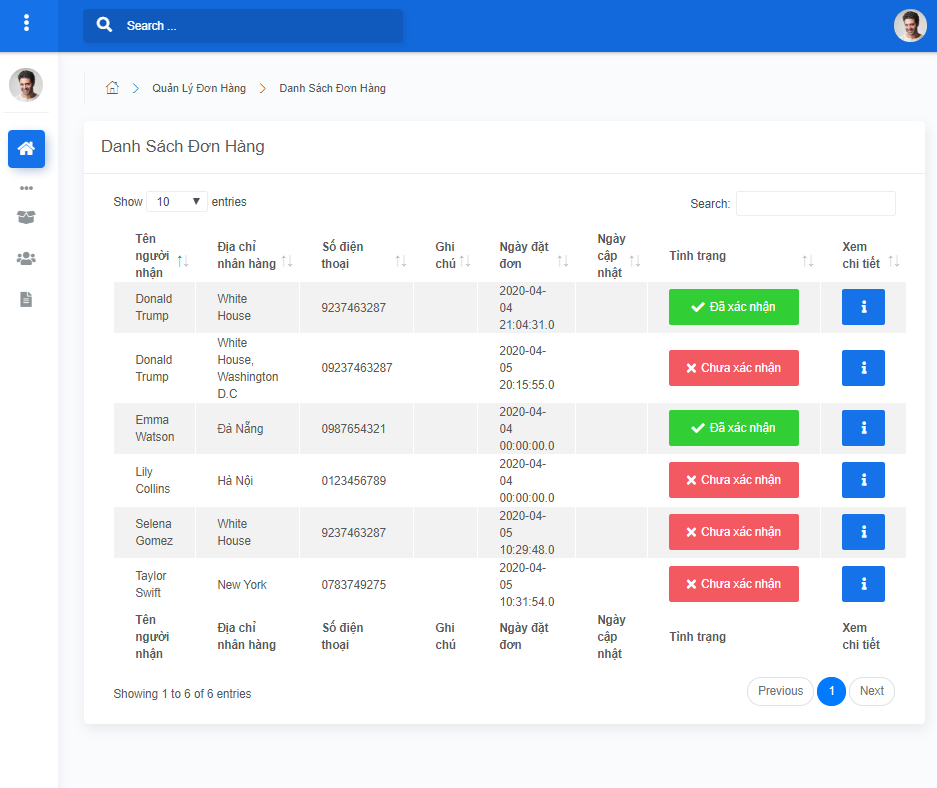 Search ...
Quản Lý Đơn Hàng
Danh Sách Đơn Hàng
Danh Sách Đơn Hàng
Show 10 entries
Search:
Tên người nhận Địa chỉ nhân hàng Số điện thoại Ghi chú Ngày đặt đơn Ngày cập nhật Tình trạng Xem chi tiết
Donald Trump White House 9237463287 2020-04-04 21:04:31.0 Đã xác nhận
Donald Trump White House, Washington D.C 09237463287 2020-04-05 20:15:55.0 Chưa xác nhận
Emma Watson Đà Nẵng 0987654321 2020-04-04 00:00:00.0 Đã xác nhận
Lily Collins Hà Nội 0123456789 2020-04-04 00:00:00.0 Chưa xác nhận
Selena Gomez White House 9237463287 2020-04-05 10:29:48.0 Chưa xác nhận
Taylor Swift New York 0783749275 2020-04-05 10:31:54.0 Chưa xác nhận
Tên người nhận Địa chỉ nhân hàng Số điện thoại Ghi chú Ngày đặt đơn Ngày cập nhật Tình trạng Xem chi tiết
Showing 1 to 6 of 6 entries
Previous 1 Next